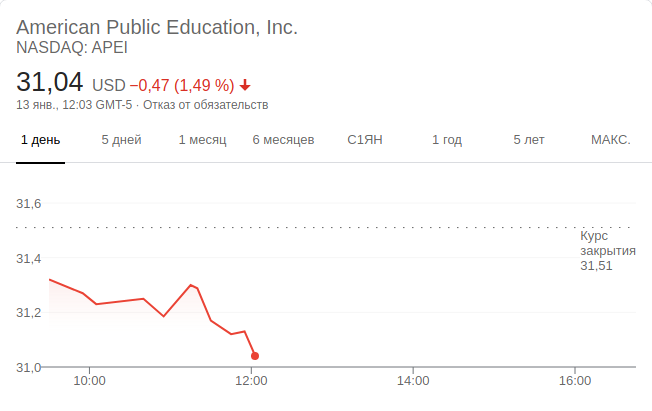 American Public Education, Inc.
NASDAQ: APEI
31,04 USD −0,47 (1,49 %)
13 янв., 12:03 GMT-5 · Отказ от обязательств
1 день 5 дней 1 месяц 6 месяцев С1ЯН 1 год 5 лет МАКС.
31,6
Курс
закрытия
31,51
31,4
31,2
31,0
10:00 12:00 14:00 16:00